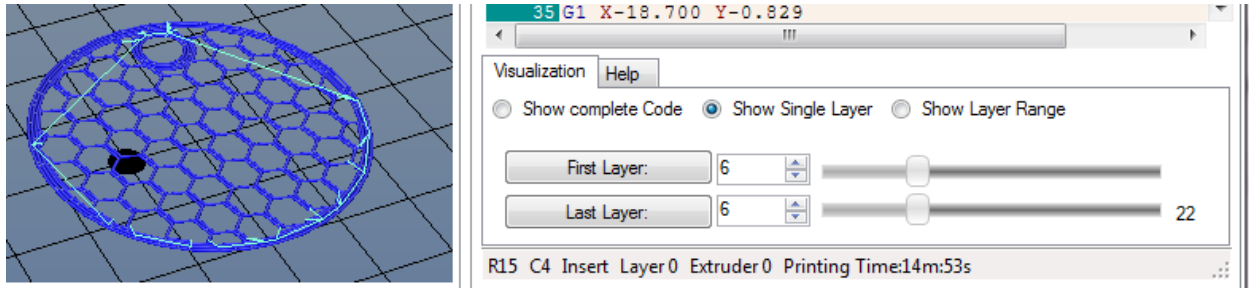 35 G1 X-18.700 Y-0.829
Visualization Help
Show complete Code Show Single Layer Show Layer Range
First Layer: 6
Last Layer: 6 22
R15 C4 Insert Layer 0 Extruder 0 Printing Time:14m:53s